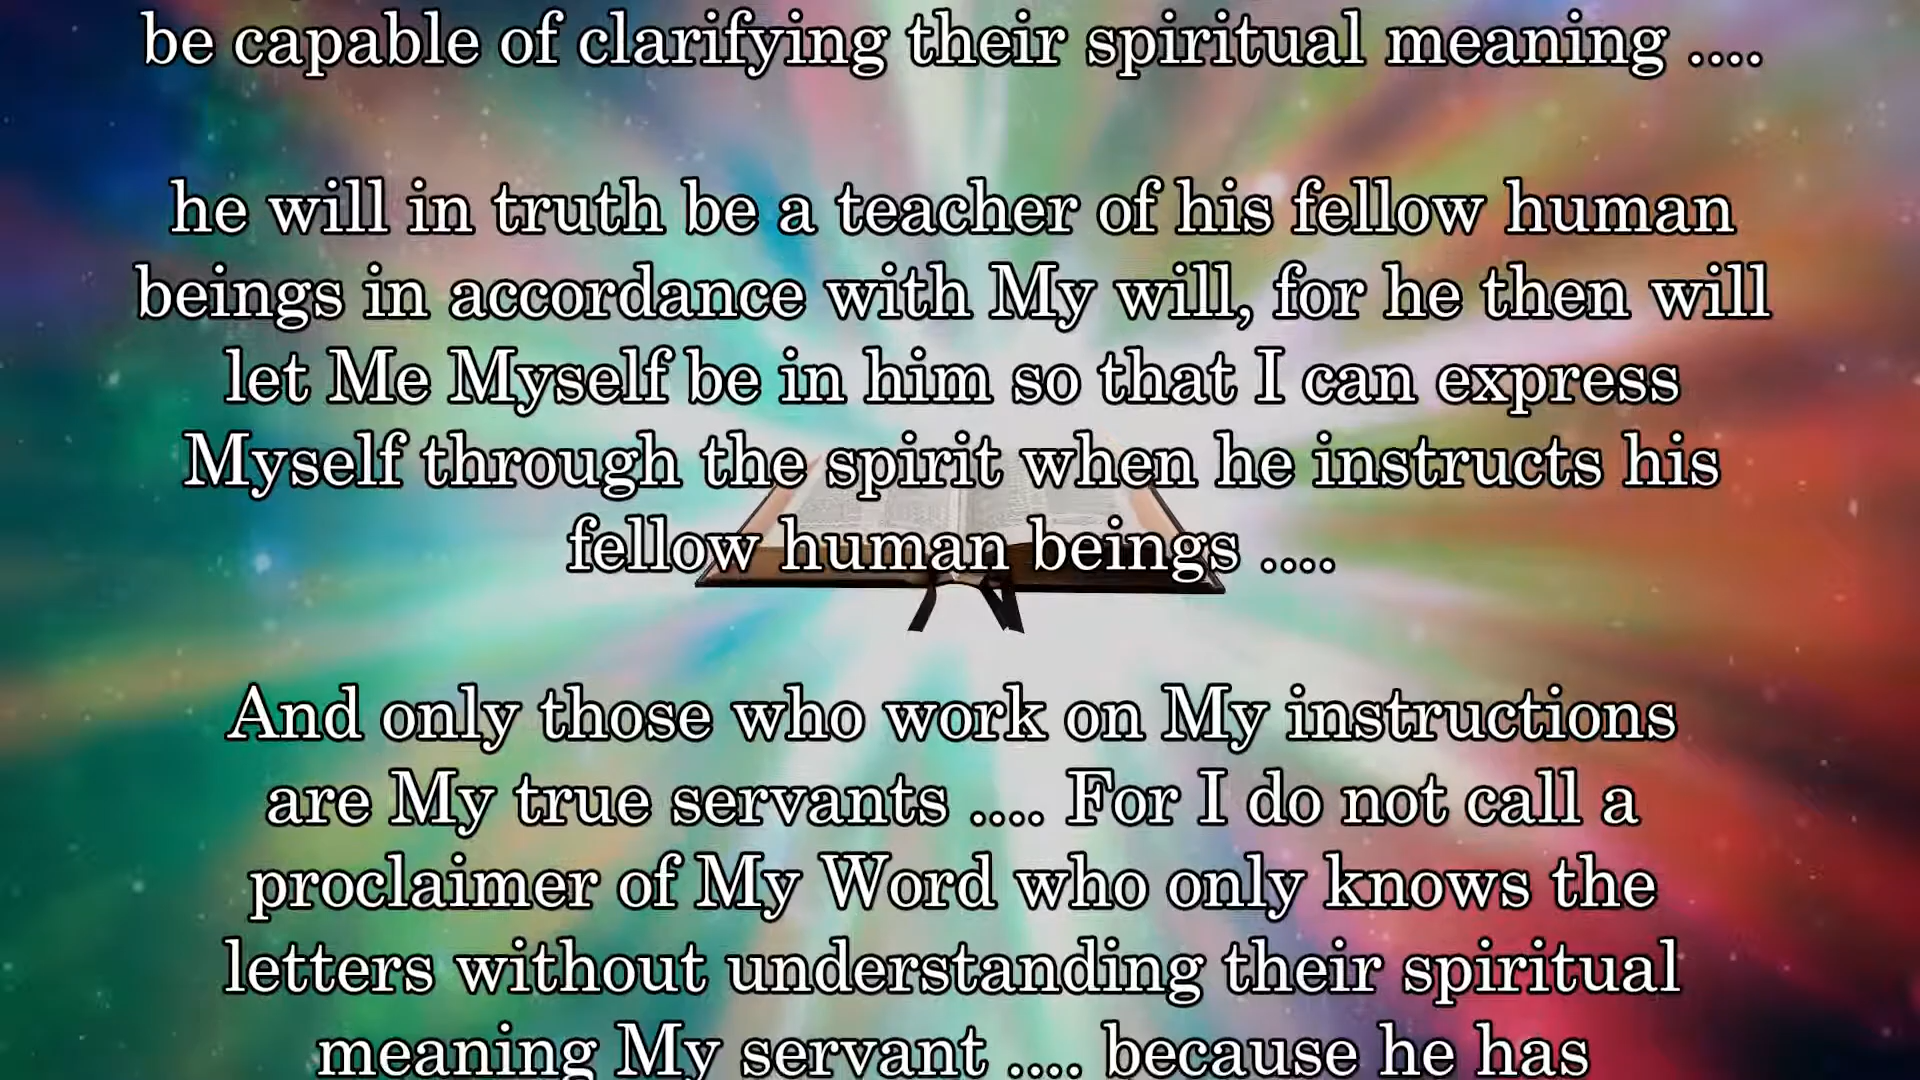 be capable of clarifying their spiritual meaning ....
he will in truth be a teacher of his fellow human
beings in accordance with My will, for he then will
let Me Myself be in him so that I can express
Myself through the spirit when he instructs his
fellow human beings ....
And only those who work on My instructions
are My true servants .... For I do not call a
proclaimer of My Word who only knows the
letters without understanding their spiritual
meaning My servant .... because he has